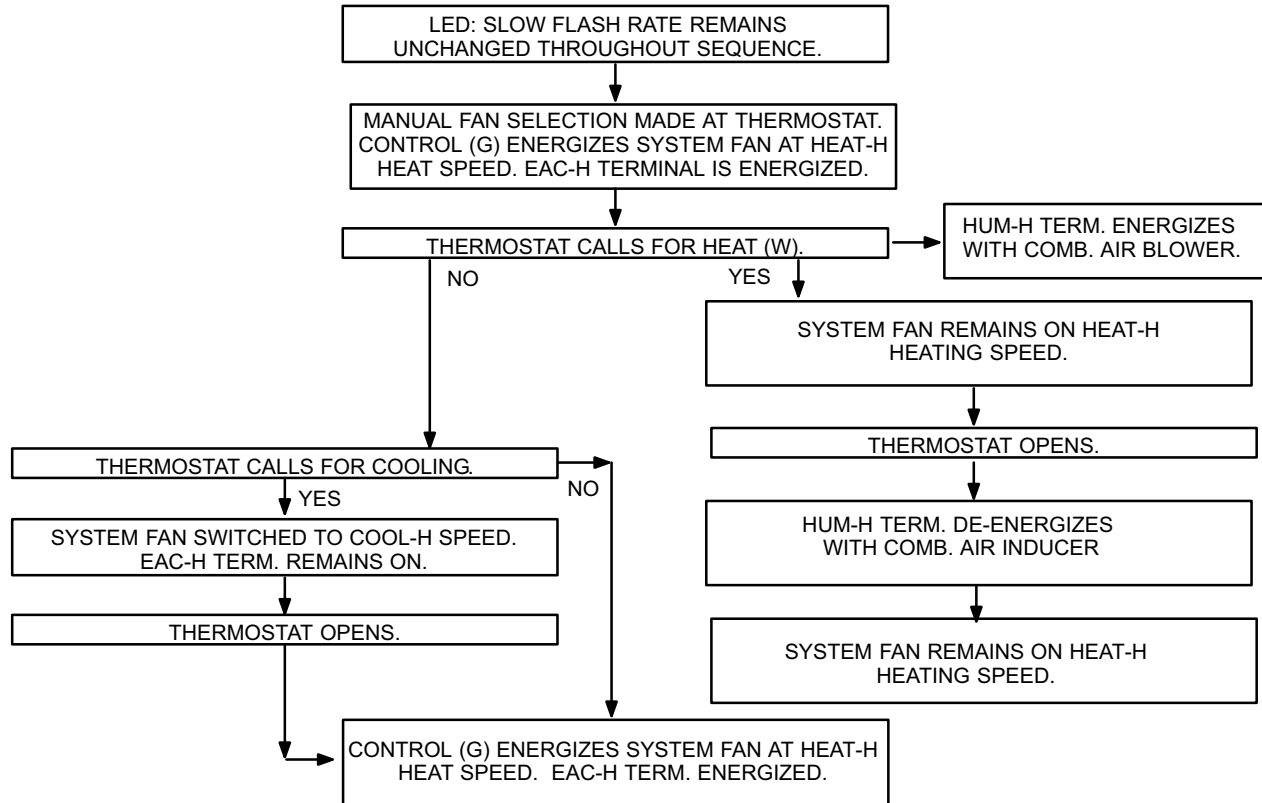 LED: SLOW FLASH RATE REMAINS
UNCHANGED THROUGHOUT SEQUENCE.
MANUAL FAN SELECTION MADE AT THERMOSTAT.
CONTROL (G) ENERGIZES SYSTEM FAN AT HEAT-H
HEAT SPEED. EAC-H TERMINAL IS ENERGIZED.
THERMOSTAT CALLS FOR HEAT (W).
HUM-H TERM. ENERGIZES
WITH COMB. AIR BLOWER.
NO
YES
SYSTEM FAN REMAINS ON HEAT-H
HEATING SPEED.
THERMOSTAT OPENS.
HUM-H TERM. DE-ENERGIZES
WITH COMB. AIR INDUCER
SYSTEM FAN REMAINS ON HEAT-H
HEATING SPEED.
THERMOSTAT CALLS FOR COOLING.
NO
YES
SYSTEM FAN SWITCHED TO COOL-H SPEED.
EAC-H TERM. REMAINS ON.
THERMOSTAT OPENS.
CONTROL (G) ENERGIZES SYSTEM FAN AT HEAT-H
HEAT SPEED. EAC-H TERM. ENERGIZED.